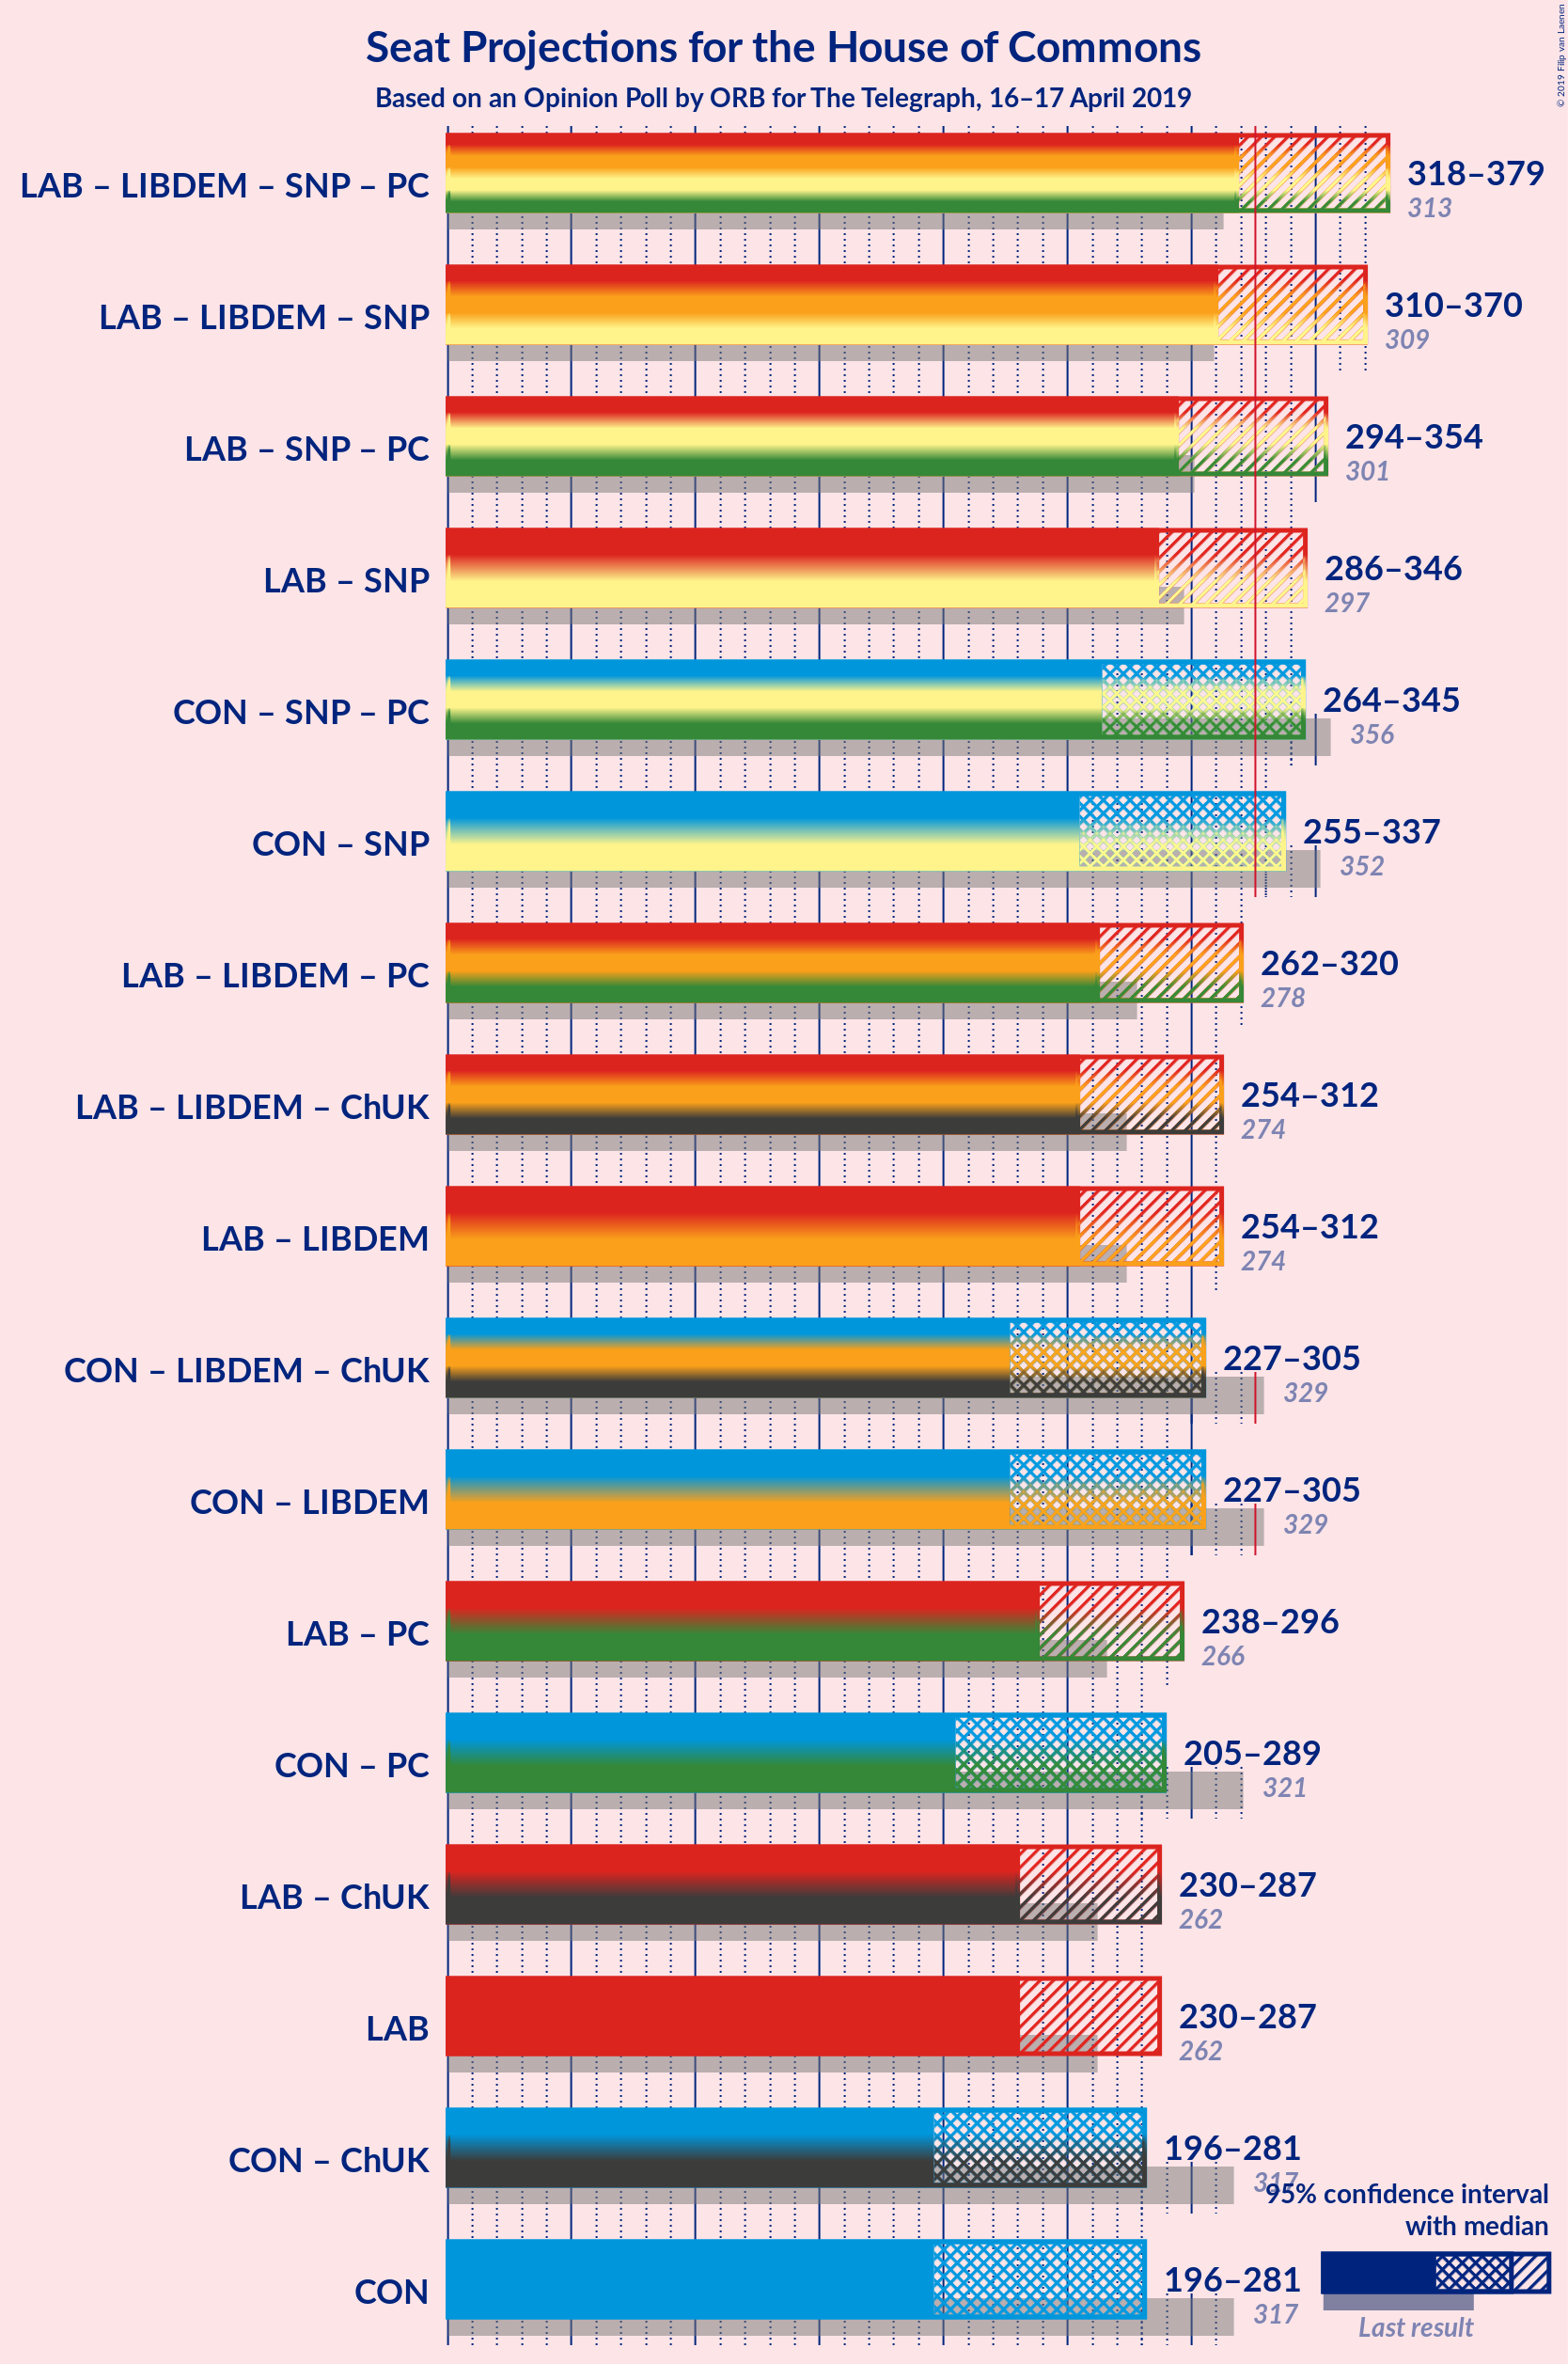 © 2019 Filip van Laenen
Seat Projections for the House of Commons
Based on an Opinion Poll by ORB for The Telegraph, 16–17 April 2019
LAB – LIBDEM – SNP – PC
318–379
313
LAB – LIBDEM – SNP
310–370
309
LAB – SNP – PC
294–354
301
LAB – SNP
286–346
297
CON – SNP – PC
264–345
356
CON – SNP
255–337
352
LAB – LIBDEM – PC
262–320
278
LAB – LIBDEM – ChUK
254–312
274
LAB – LIBDEM
254–312
274
CON – LIBDEM – ChUK
227–305
329
CON – LIBDEM
227–305
329
LAB – PC
238–296
266
CON – PC
205–289
321
LAB – ChUK
230–287
262
LAB
230–287
262
CON – ChUK
196–281
317
CON
196–281
317
95% confidence interval
with median
Last result